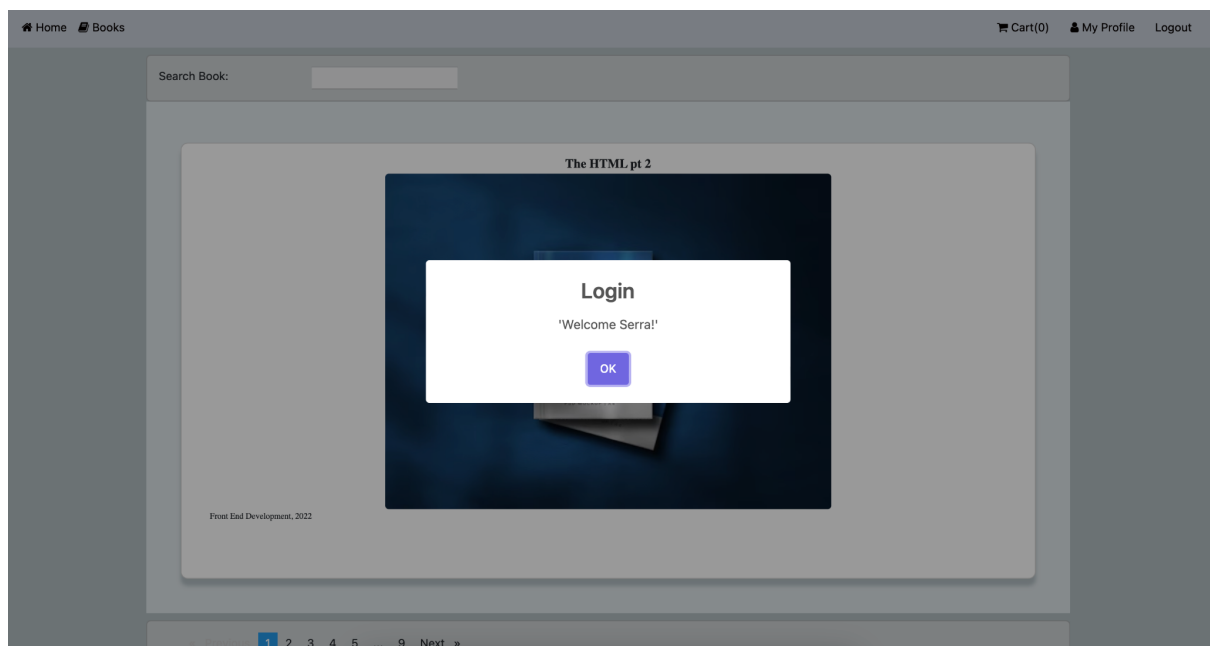 Home Books Cart(0) My Profile Logout
Search Book:
The HTML pt 2
Login
'Welcome Serra!'
OK
Front End Development, 2022
1 2 3 4 5 ... 9 Next »